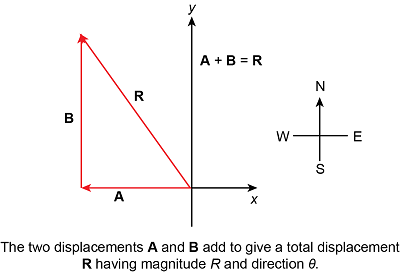 y
A + B = R
N
R
B
W E
S
A
x
The two displacements A and B add to give a total displacement
R having magnitude R and direction θ.